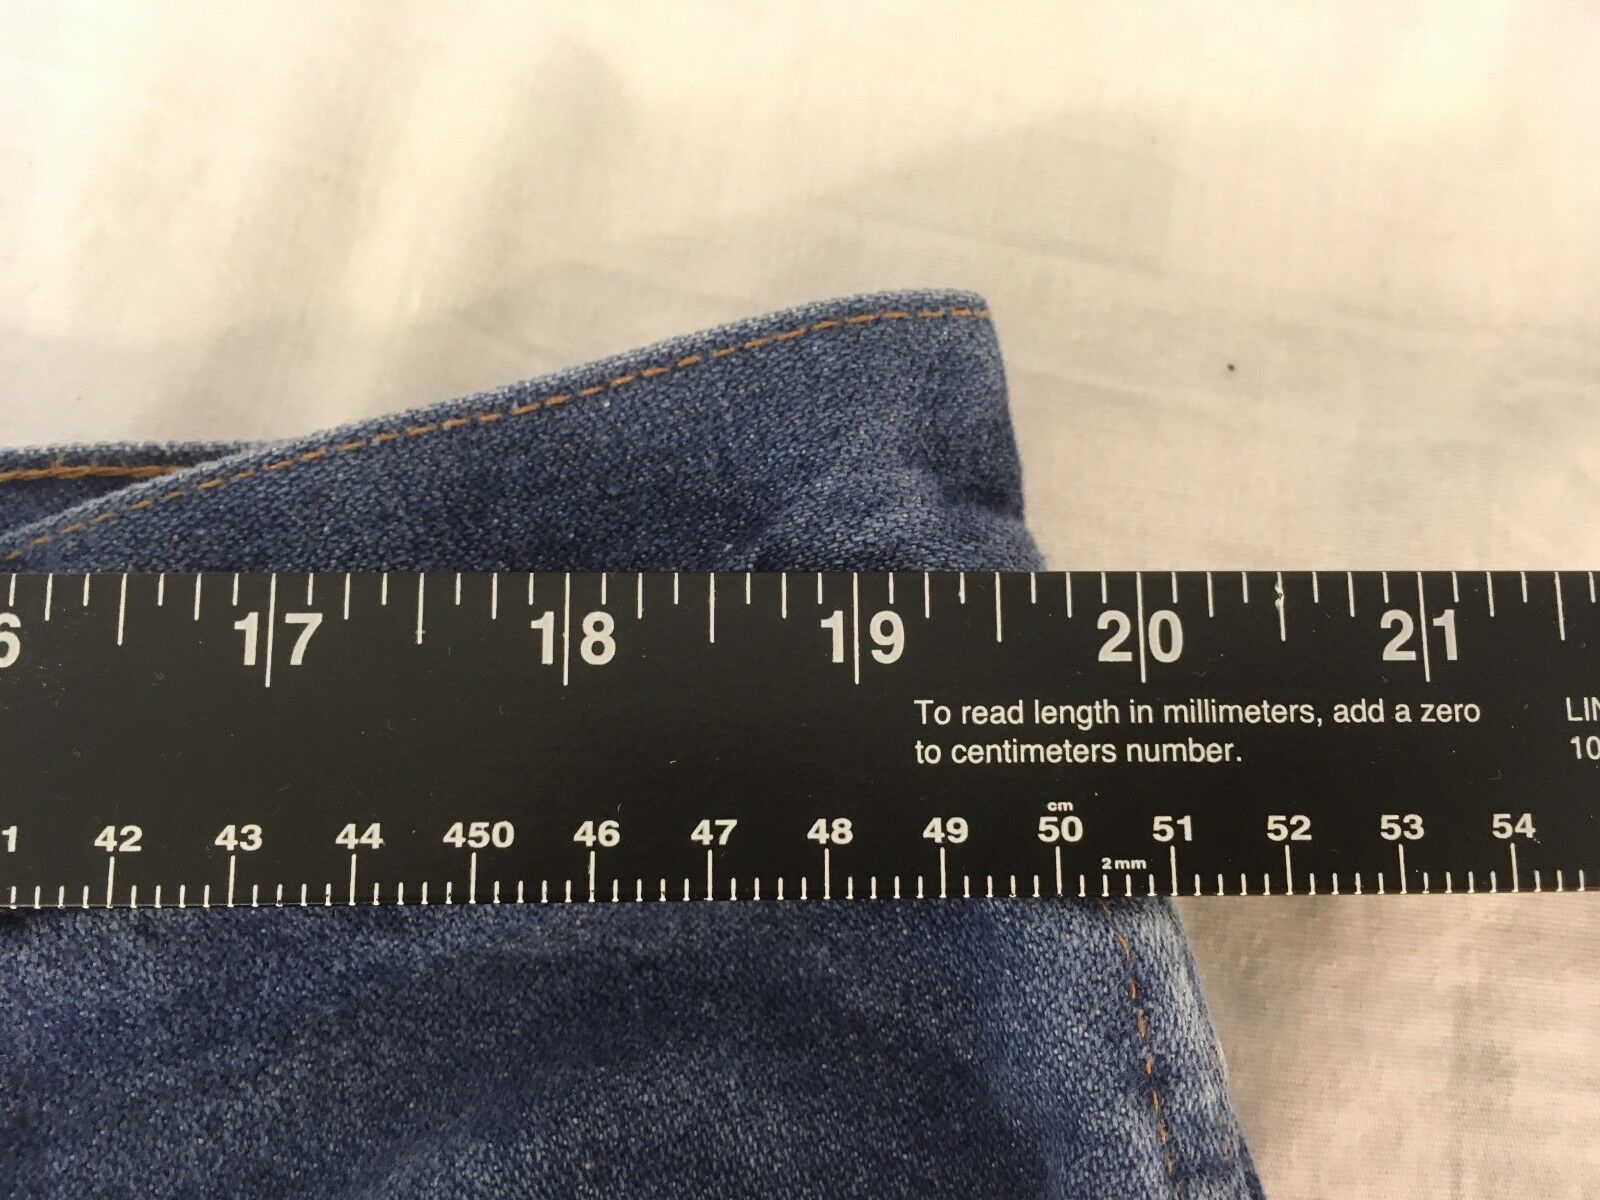 6 17 18 19 20 21
To read length in millimeters, add a zero
to centimeters number.
LIN
10
cm
1 42 43 44 450 46 47 48 49 50 51 52 53 54
2mm